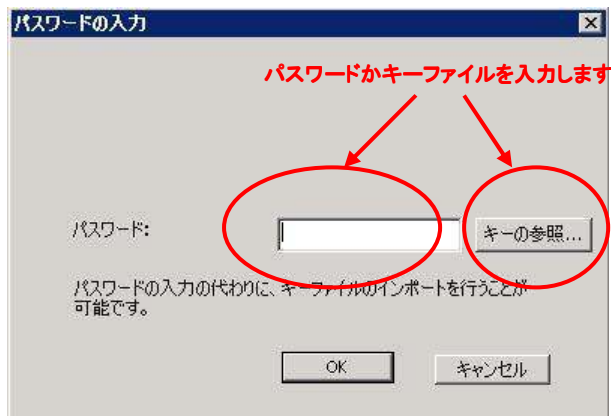 パスワードの入力
パスワードかキーファイルを入力します
パスワード:
キーの参照...
パスワードの入力の代わりに、キーファイルのインポートを行うことが
可能です。
OK
キャンセル